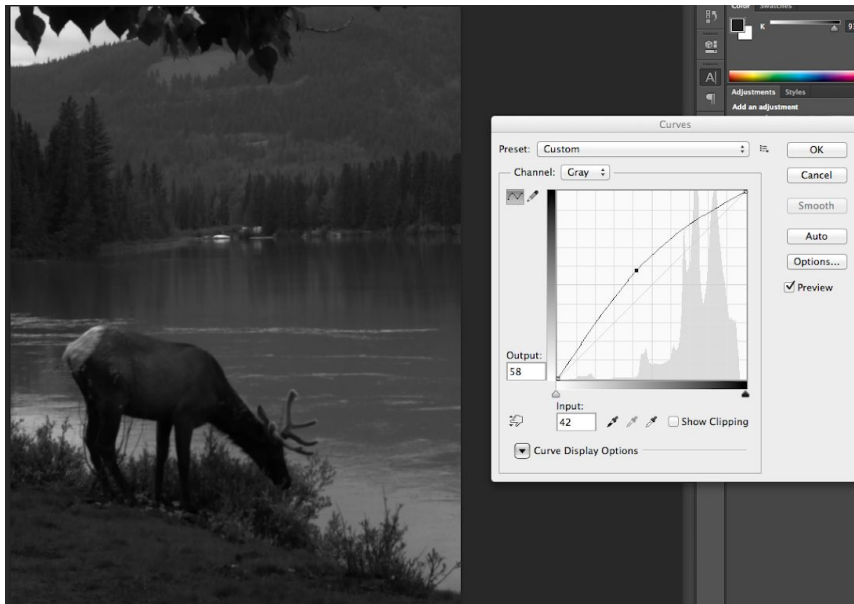 Color Swatches
K
A|
Adjustments Styles
Add an adjustment
Curves
Preset: Custom
OK
Channel: Gray
Cancel
Smooth
Auto
Options...
Preview
Output:
58
Input:
42
Show Clipping
Curve Display Options